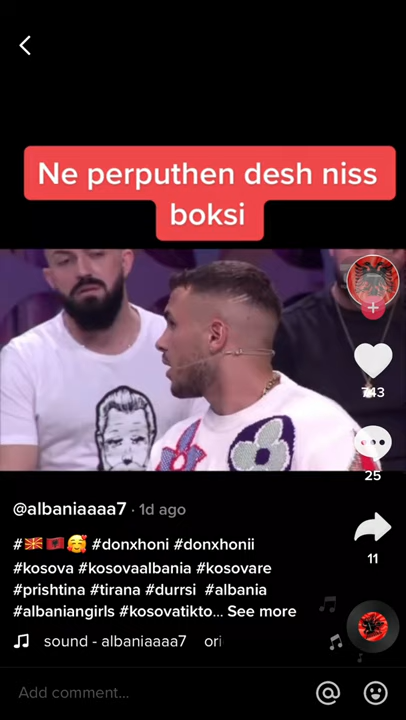 Ne perputhen desh niss
boksi
743
25
@albaniaaaa7 · 1d ago
#🇲🇰🇦🇱🥰 #donxhoni #donxhonii
#kosova #kosovaalbania #kosovare
#prishtina #tirana #durrsi #albania
#albaniangirls #kosovatikto... See more
11
sound - albaniaaaa7 ori
Add comment...